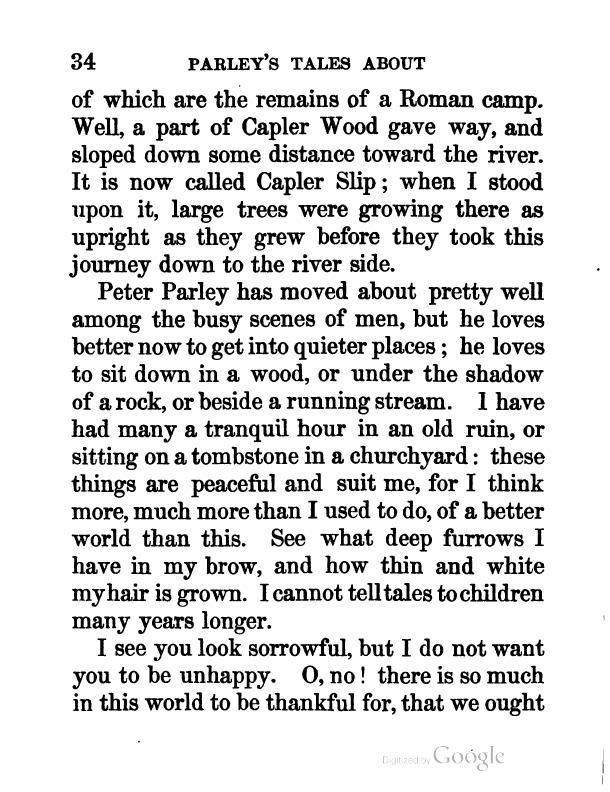 34 PARLEY'S TALES ABOUT
of which are the remains of a Roman camp.
Well, a part of Capler Wood gave way, and
sloped down some distance toward the river.
It is now called Capler Slip; when I stood
upon it, large trees were growing there as
upright as they grew before they took this
journey down to the river side.
Peter Parley has moved about pretty well
among the busy scenes of men, but he loves
better now to get into quieter places; he loves
to sit down in a wood, or under the shadow
of a rock, or beside a running stream. I have
had many a tranquil hour in an old ruin, or
sitting on a tombstone in a churchyard: these
things are peaceful and suit me, for I think
more, much more than I used to do, of a better
world than this. See what deep furrows I
have in my brow, and how thin and white
my hair is grown. I cannot tell tales to children
many years longer.
I see you look sorrowful, but I do not want
you to be unhappy. O, no! there is so much
in this world to be thankful for, that we ought
Digitized by Google